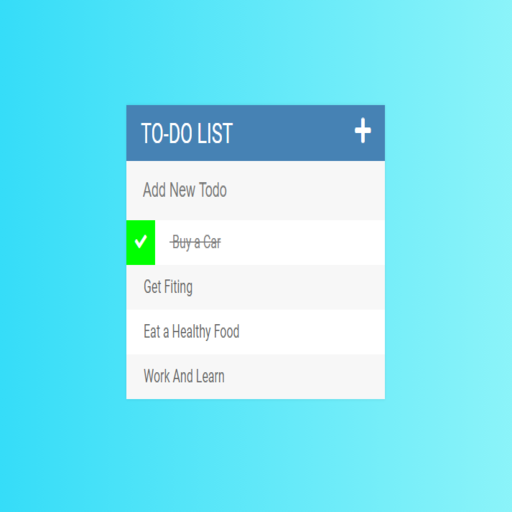 TO-DO LIST
Add New Todo
Buy a Car
Get Fiting
Eat a Healthy Food
Work And Learn